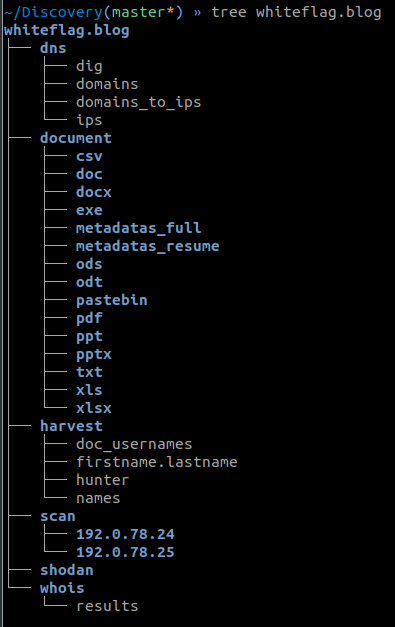 ~/Discovery(master*) » tree whiteflag.blog
whiteflag.blog
├── dns
│   ├── dig
│   ├── domains
│   ├── domains_to_ips
│   └── ips
├── document
│   ├── csv
│   ├── doc
│   ├── docx
│   ├── exe
│   ├── metadatas_full
│   ├── metadatas_resume
│   ├── ods
│   ├── odt
│   ├── pastebin
│   ├── pdf
│   ├── ppt
│   ├── pptx
│   ├── txt
│   ├── xls
│   └── xlsx
├── harvest
│   ├── doc_usernames
│   ├── firstname.lastname
│   ├── hunter
│   └── names
├── scan
│   ├── 192.0.78.24
│   └── 192.0.78.25
├── shodan
└── whois
    └── results